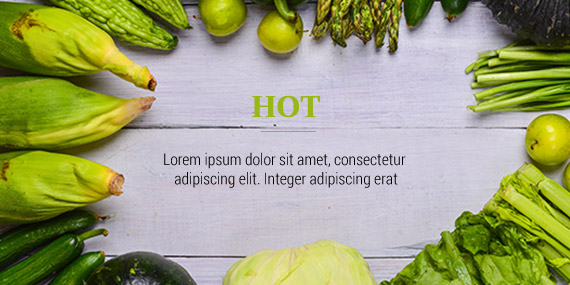 HOT
Lorem ipsum dolor sit amet, consectetur
adipiscing elit. Integer adipiscing erat